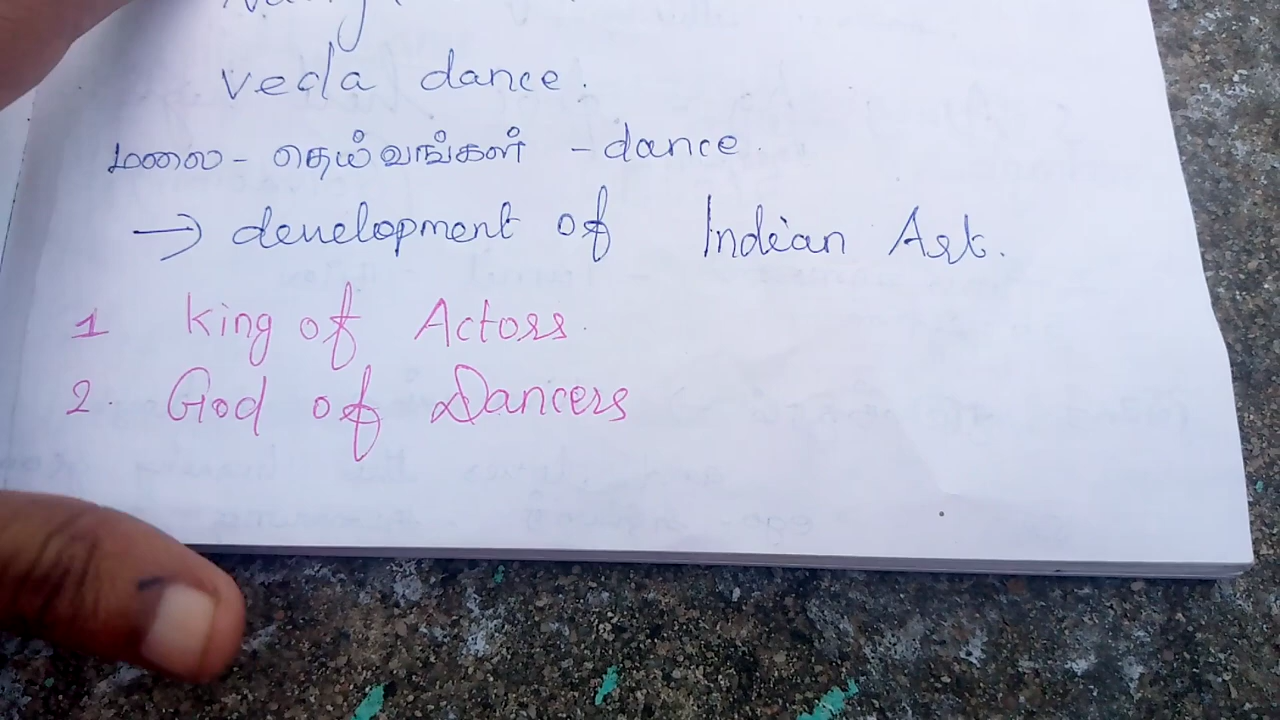 Veda dance.
மலை - தெய்வங்கள் - dance.
→ development of Indian Art.
1 King of Actors.
2. God of Dancers